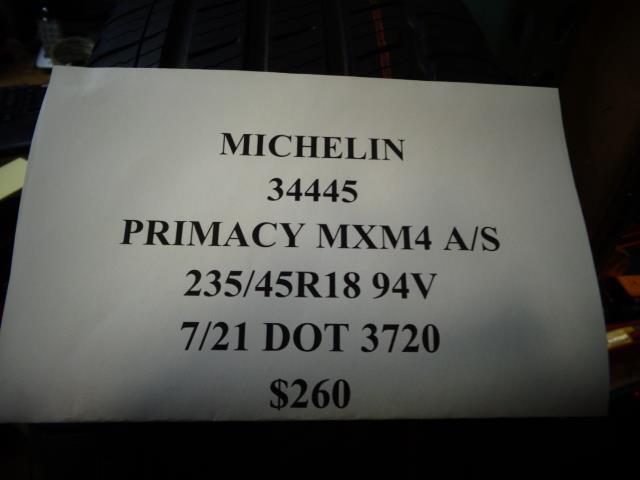 MICHELIN
34445
PRIMACY MXM4 A/S
235/45R18 94V
7/21 DOT 3720
$260